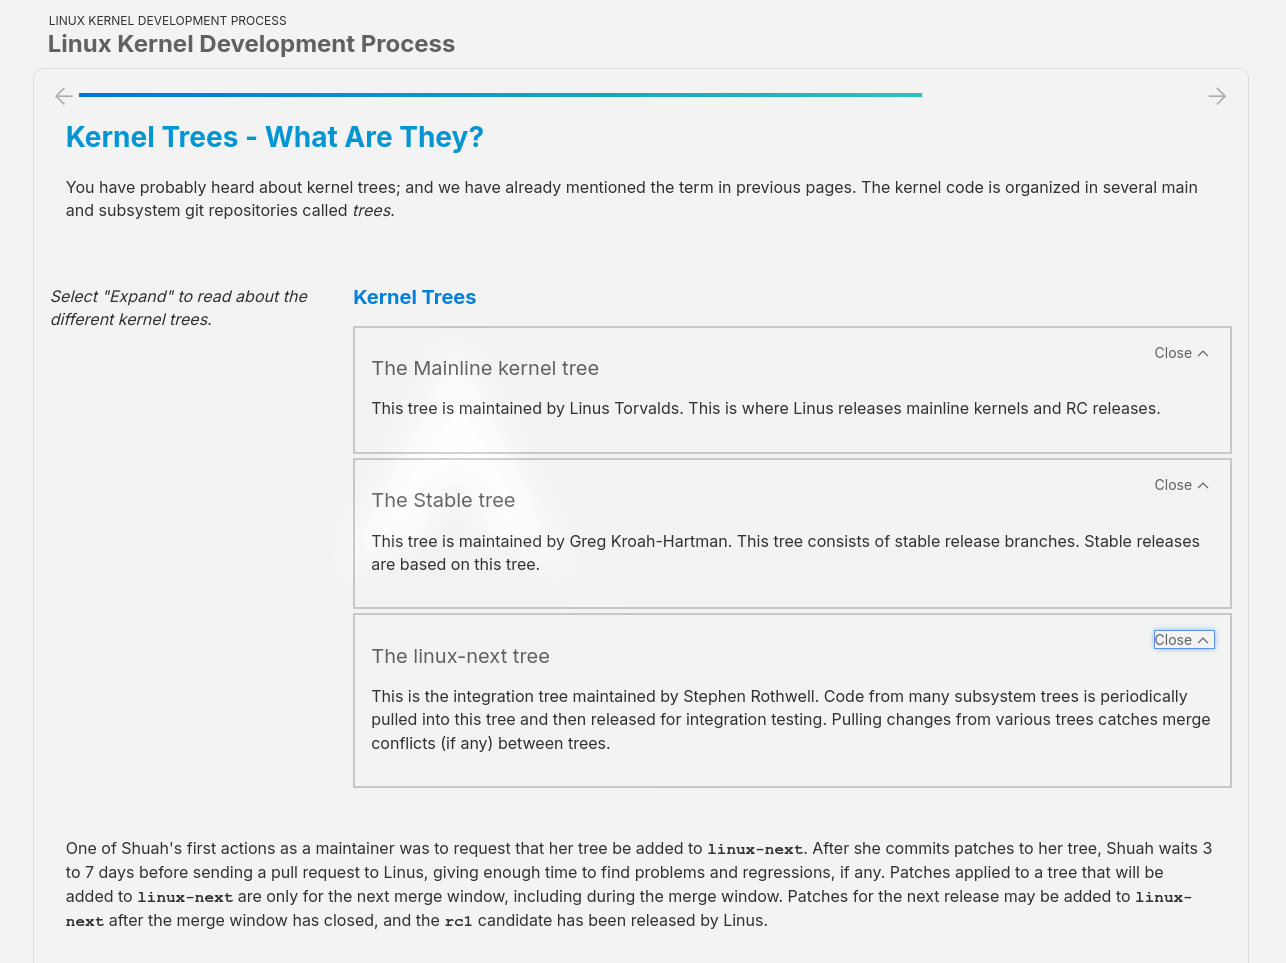 LINUX KERNEL DEVELOPMENT PROCESS
Linux Kernel Development Process
Kernel Trees - What Are They?
You have probably heard about kernel trees; and we have already mentioned the term in previous pages. The kernel code is organized in several main
and subsystem git repositories called trees.
Select "Expand" to read about the
different kernel trees.
Kernel Trees
Close
The Mainline kernel tree
This tree is maintained by Linus Torvalds. This is where Linus releases mainline kernels and RC releases.
Close
The Stable tree
This tree is maintained by Greg Kroah-Hartman. This tree consists of stable release branches. Stable releases
are based on this tree.
Close
The linux-next tree
This is the integration tree maintained by Stephen Rothwell. Code from many subsystem trees is periodically
pulled into this tree and then released for integration testing. Pulling changes from various trees catches merge
conflicts (if any) between trees.
One of Shuah's first actions as a maintainer was to request that her tree be added to linux-next. After she commits patches to her tree, Shuah waits 3
to 7 days before sending a pull request to Linus, giving enough time to find problems and regressions, if any. Patches applied to a tree that will be
added to linux-next are only for the next merge window, including during the merge window. Patches for the next release may be added to linux-
next after the merge window has closed, and the rc1 candidate has been released by Linus.